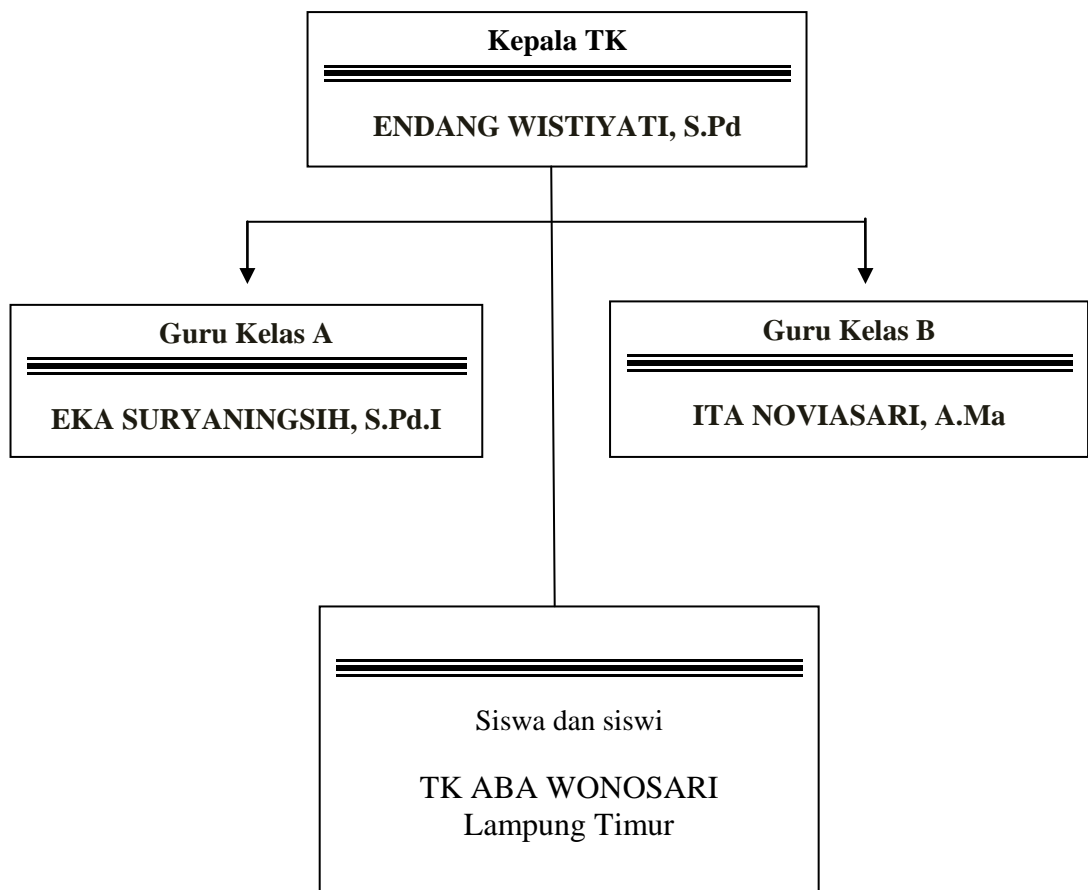 Kepala TK
ENDANG WISTIYATI, S.Pd
Guru Kelas A
EKA SURYANINGSIH, S.Pd.I
Guru Kelas B
ITA NOVIASARI, A.Ma
Siswa dan siswi
TK ABA WONOSARI
Lampung Timur